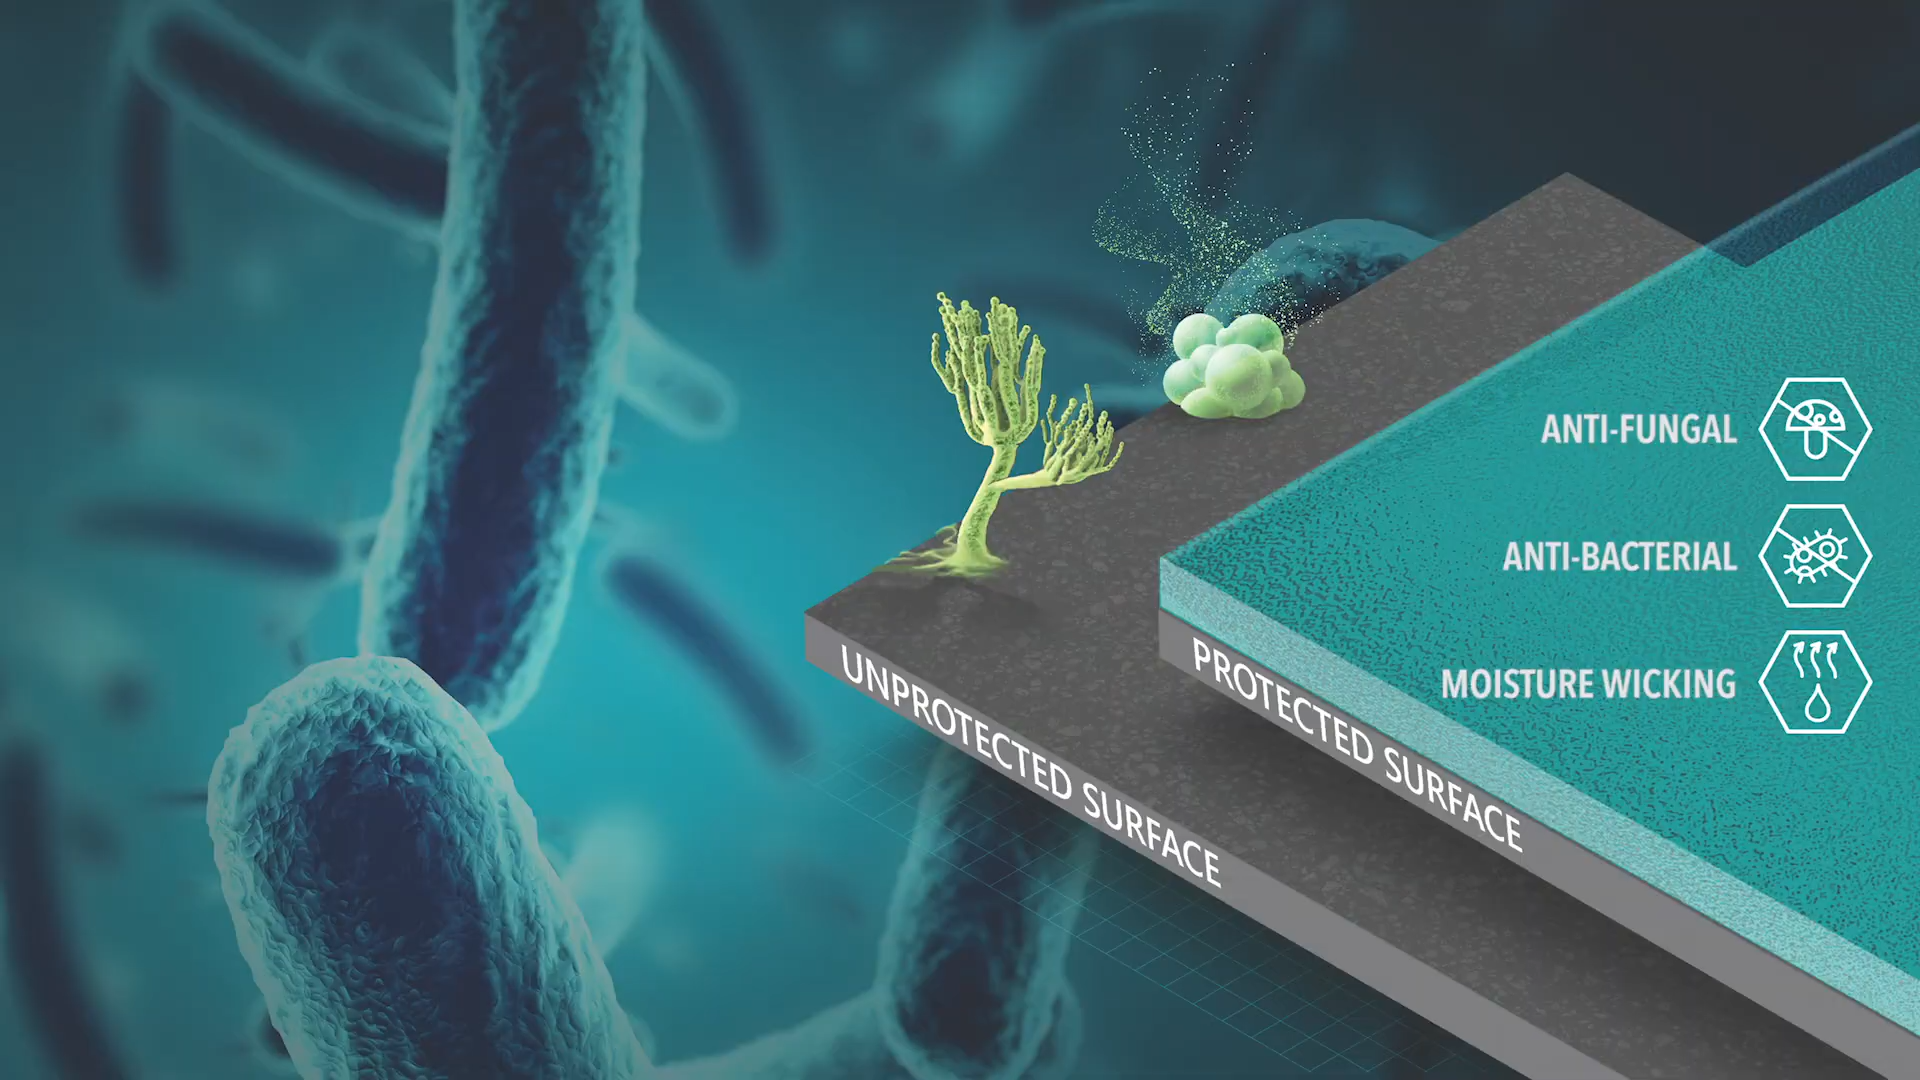 ANTI-FUNGAL
ANTI-BACTERIAL
MOISTURE WICKING
UNPROTECTED SURFACE
PROTECTED SURFACE